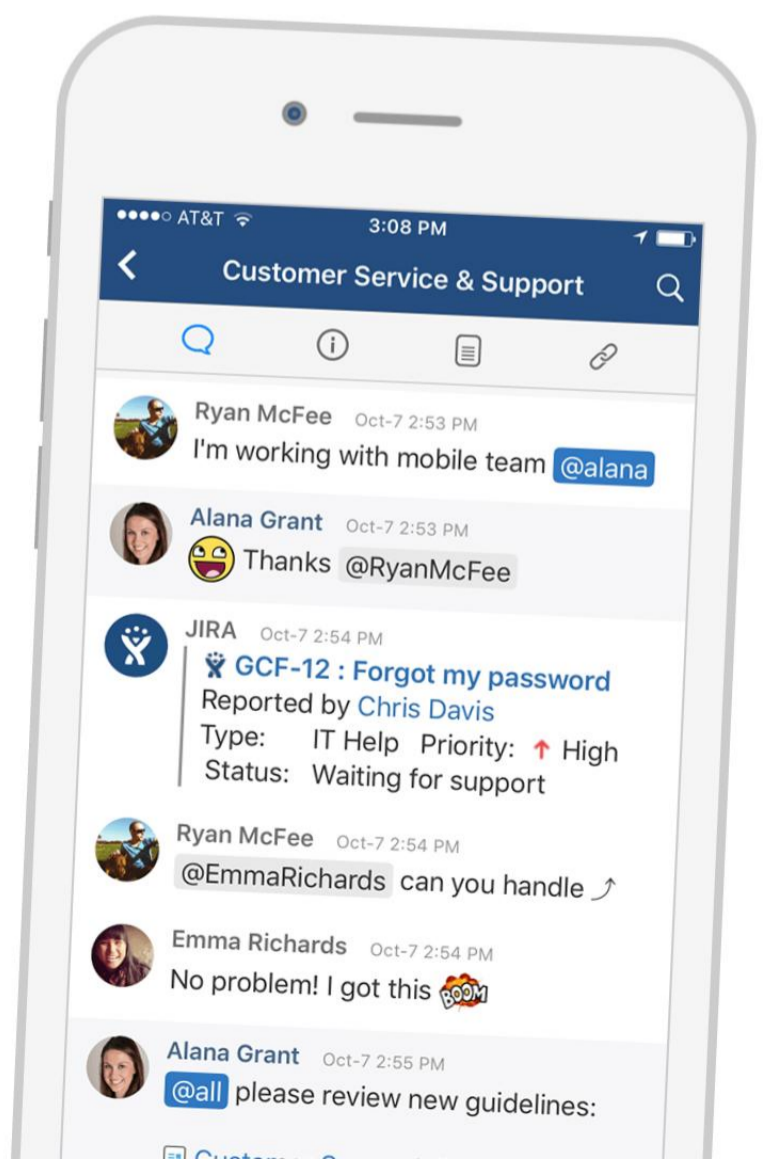 AT&T 3:08 PM
Customer Service & Support
Ryan McFee Oct-7 2:53 PM
I'm working with mobile team @alana
Alana Grant Oct-7 2:53 PM
Thanks @RyanMcFee
JIRA Oct-7 2:54 PM
GCF-12 : Forgot my password
Reported by Chris Davis
Type: IT Help Priority: ↑ High
Status: Waiting for support
Ryan McFee Oct-7 2:54 PM
@EmmaRichards can you handle ⤴
Emma Richards Oct-7 2:54 PM
No problem! I got this BOOM
Alana Grant Oct-7 2:55 PM
@all please review new guidelines: